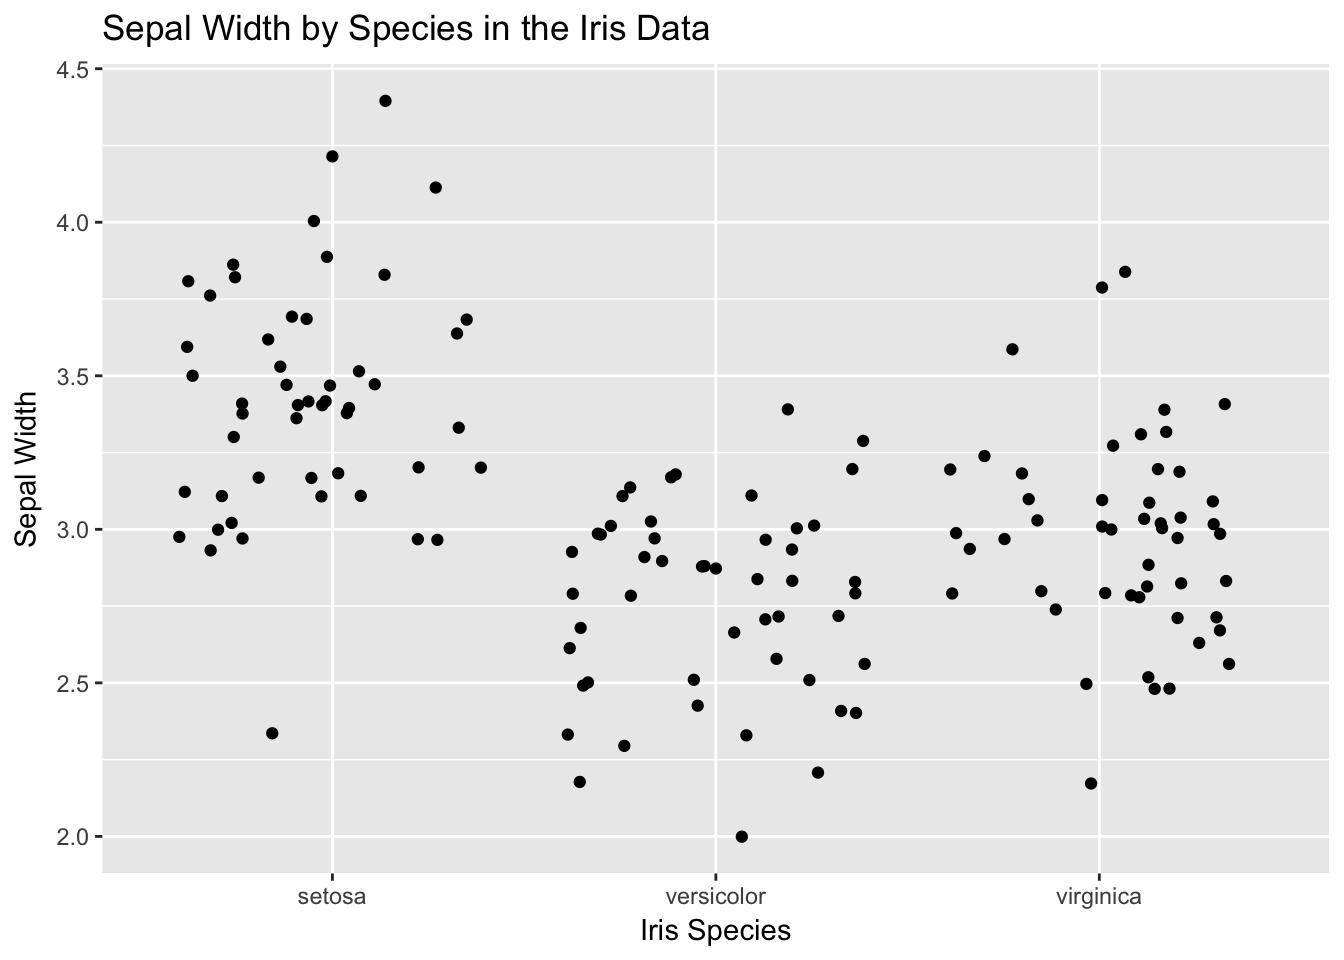 Sepal Width by Species in the Iris Data
4.5
4.0
3.5
3.0
2.5
2.0
Sepal Width
setosa versicolor virginica
Iris Species